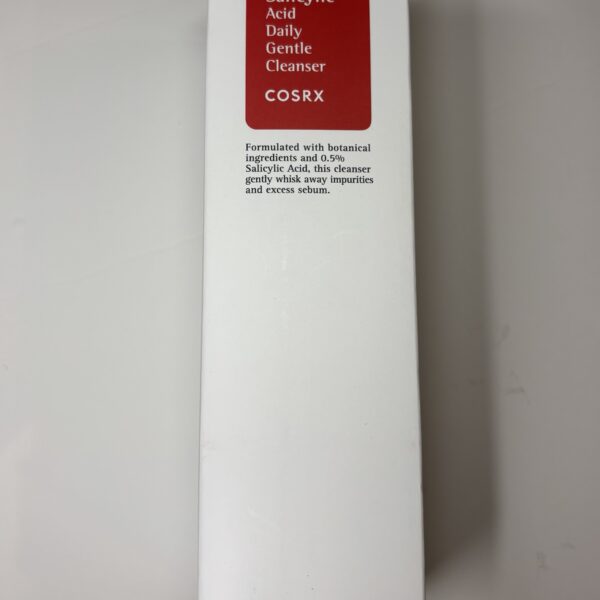 Salicylic
Acid
Daily
Gentle
Cleanser
COSRX
Formulated with botanical
ingredients and 0.5%
Salicylic Acid, this cleanser
gently whisk away impurities
and excess sebum.